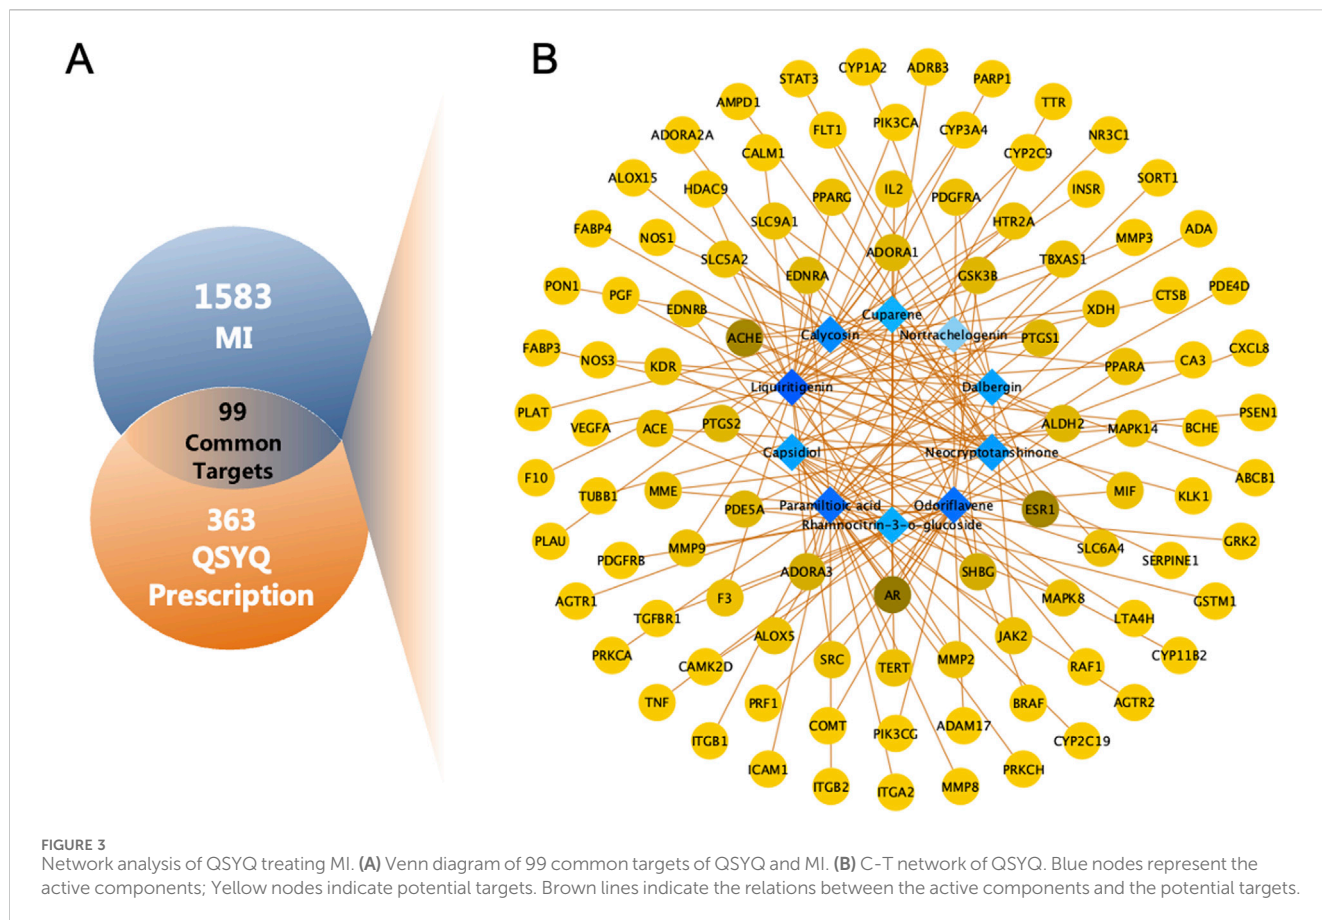 A
1583
MI
99
Common
Targets
363
QSYQ
Prescription
B
STAT3
CYP1A2
ADRB3
PARP1
AMPD1
TTR
ADORA2A
FLT1
PIK3CA
CYP3A4
NR3C1
CALM1
CYP2C9
ALOX15
HDAC9
PPARG
IL2
PDGFRA
INSR
SORT1
FABP4
NOS1
SLC9A1
HTR2A
MMP3
ADA
SLC5A2
EDNRA
ADORA1
GSK3B
TBXAS1
PON1
PGF
EDNRB
XDH
CTSB
PDE4D
Cuparene
ACHE
Calycosin
Nortrachelogenin
PTGS1
FABP3
NOS3
KDR
PPARA
CA3
CXCL8
Liquiritigenin
Dalbergin
PLAT
VEGFA
ACE
PTGS2
ALDH2
MAPK14
BCHE
PSEN1
Capsidiol
Neocryptotanshinone
F10
TUBB1
MME
MIF
KLK1
ABCB1
PDE5A
Paramiltioic acid
Odoriflavene
ESR1
Rhamnocitrin-3-o-glucoside
PLAU
PDGFRB
MMP9
SLC6A4
SERPINE1
GRK2
ADORA3
SHBG
AGTR1
F3
AR
MAPK8
GSTM1
TGFBR1
LTA4H
PRKCA
ALOX5
JAK2
CYP11B2
CAMK2D
SRC
TERT
MMP2
RAF1
TNF
PRF1
BRAF
AGTR2
ITGB1
COMT
PIK3CG
ADAM17
CYP2C19
ICAM1
ITGB2
ITGA2
MMP8
PRKCH
FIGURE 3
Network analysis of QSYQ treating MI. (A) Venn diagram of 99 common targets of QSYQ and MI. (B) C-T network of QSYQ. Blue nodes represent the
active components; Yellow nodes indicate potential targets. Brown lines indicate the relations between the active components and the potential targets.